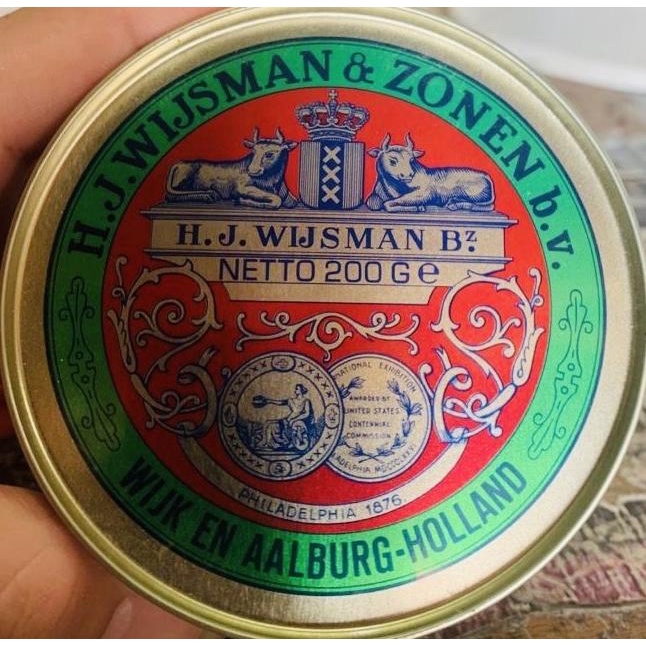 H.J. WIJSMAN & ZONEN b.v.
XXX
H. J. WIJSMAN Bz.
NETTO 200 G e
NATIONAL EXHIBITION
AWARDED BY
UNITED STATES
CENTENNIAL
COMMISSION
PHILADELPHIA 1876
WIJK EN AALBURG-HOLLAND